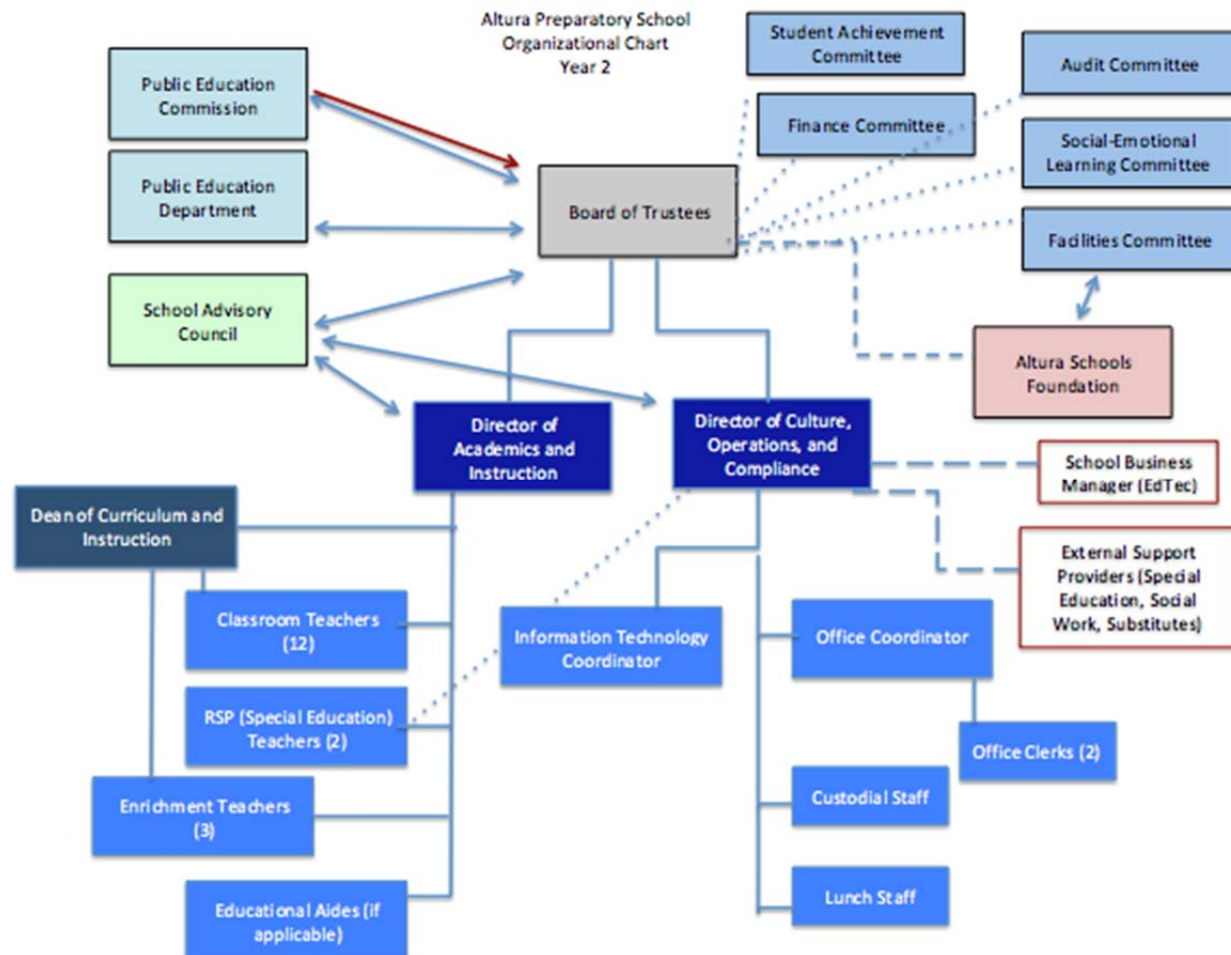 Altura Preparatory School
Organizational Chart
Year 2
Student Achievement
Committee
Audit Committee
Public Education
Commission
Finance Committee
Social-Emotional
Learning Committee
Public Education
Department
Board of Trustees
Facilities Committee
School Advisory
Council
Altura Schools
Foundation
Director of
Academics and
Instruction
Director of Culture,
Operations, and
Compliance
School Business
Manager (EdTec)
Dean of Curriculum and
Instruction
External Support
Providers (Special
Education, Social
Work, Substitutes)
Classroom Teachers
(12)
Information Technology
Coordinator
Office Coordinator
RSP (Special Education)
Teachers (2)
Office Clerks (2)
Enrichment Teachers
(3)
Custodial Staff
Educational Aides (if
applicable)
Lunch Staff